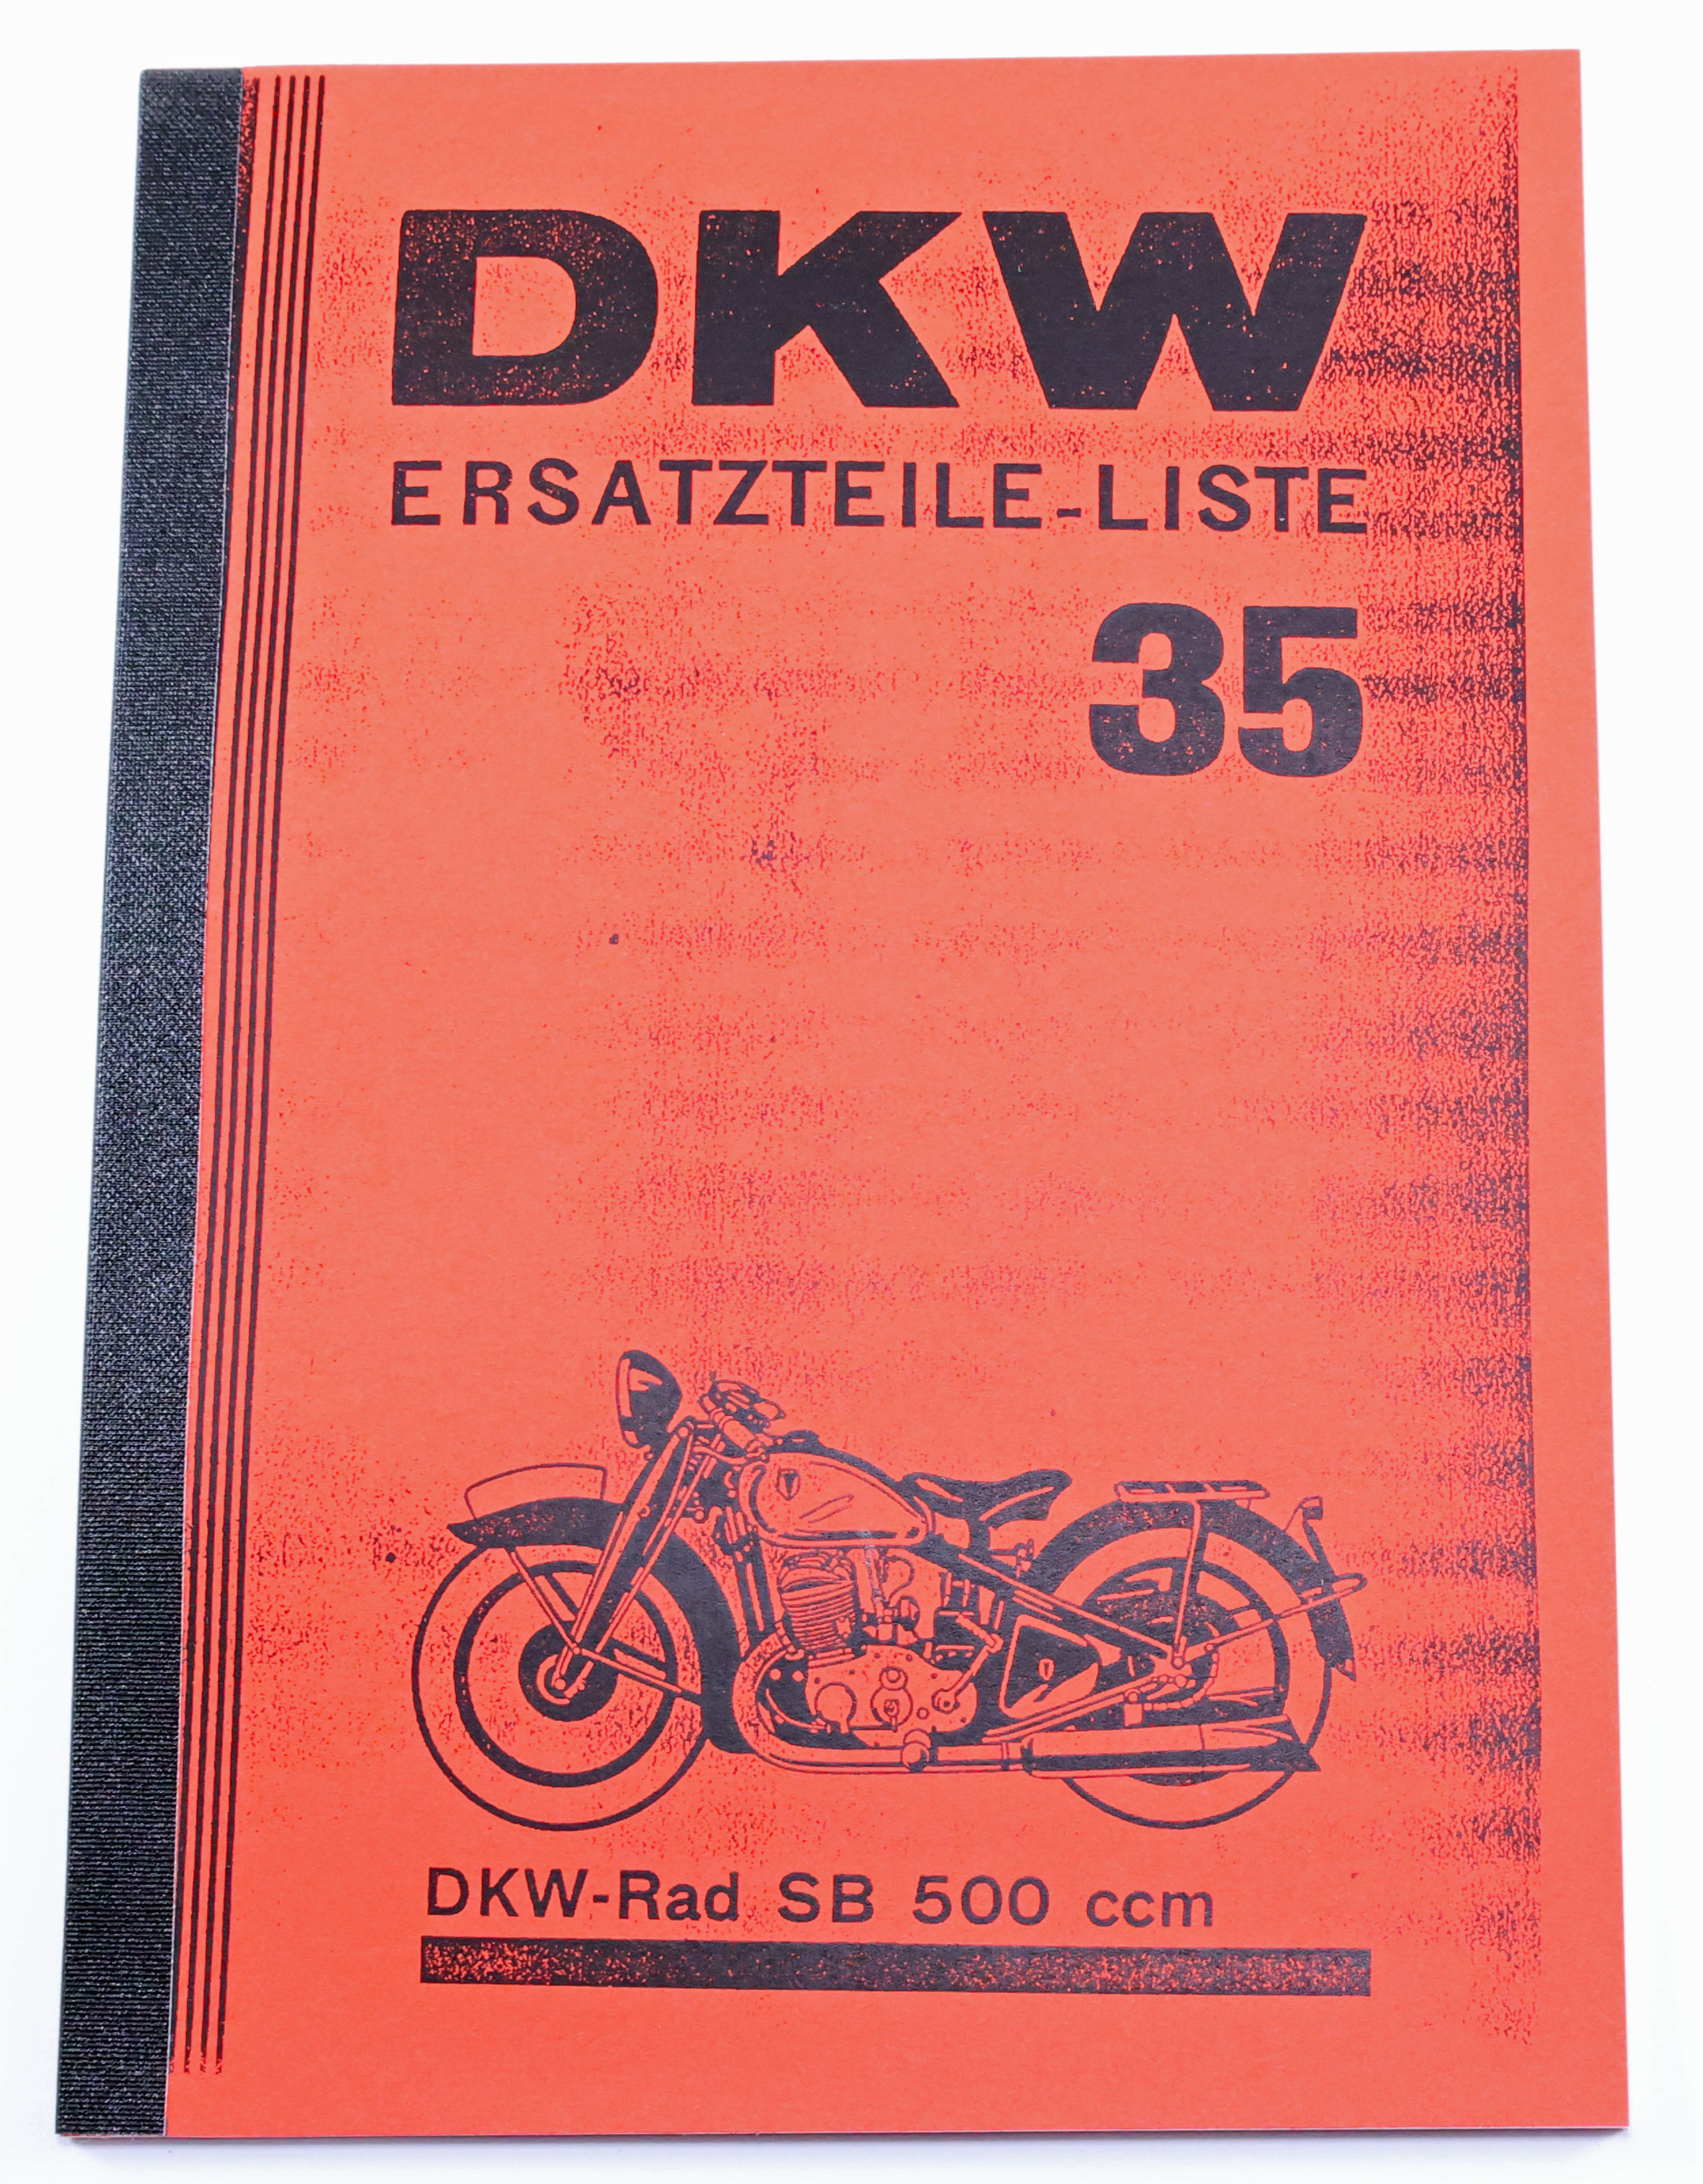 DKW
ERSATZTEILE-LISTE
35
DKW-Rad SB 500 ccm